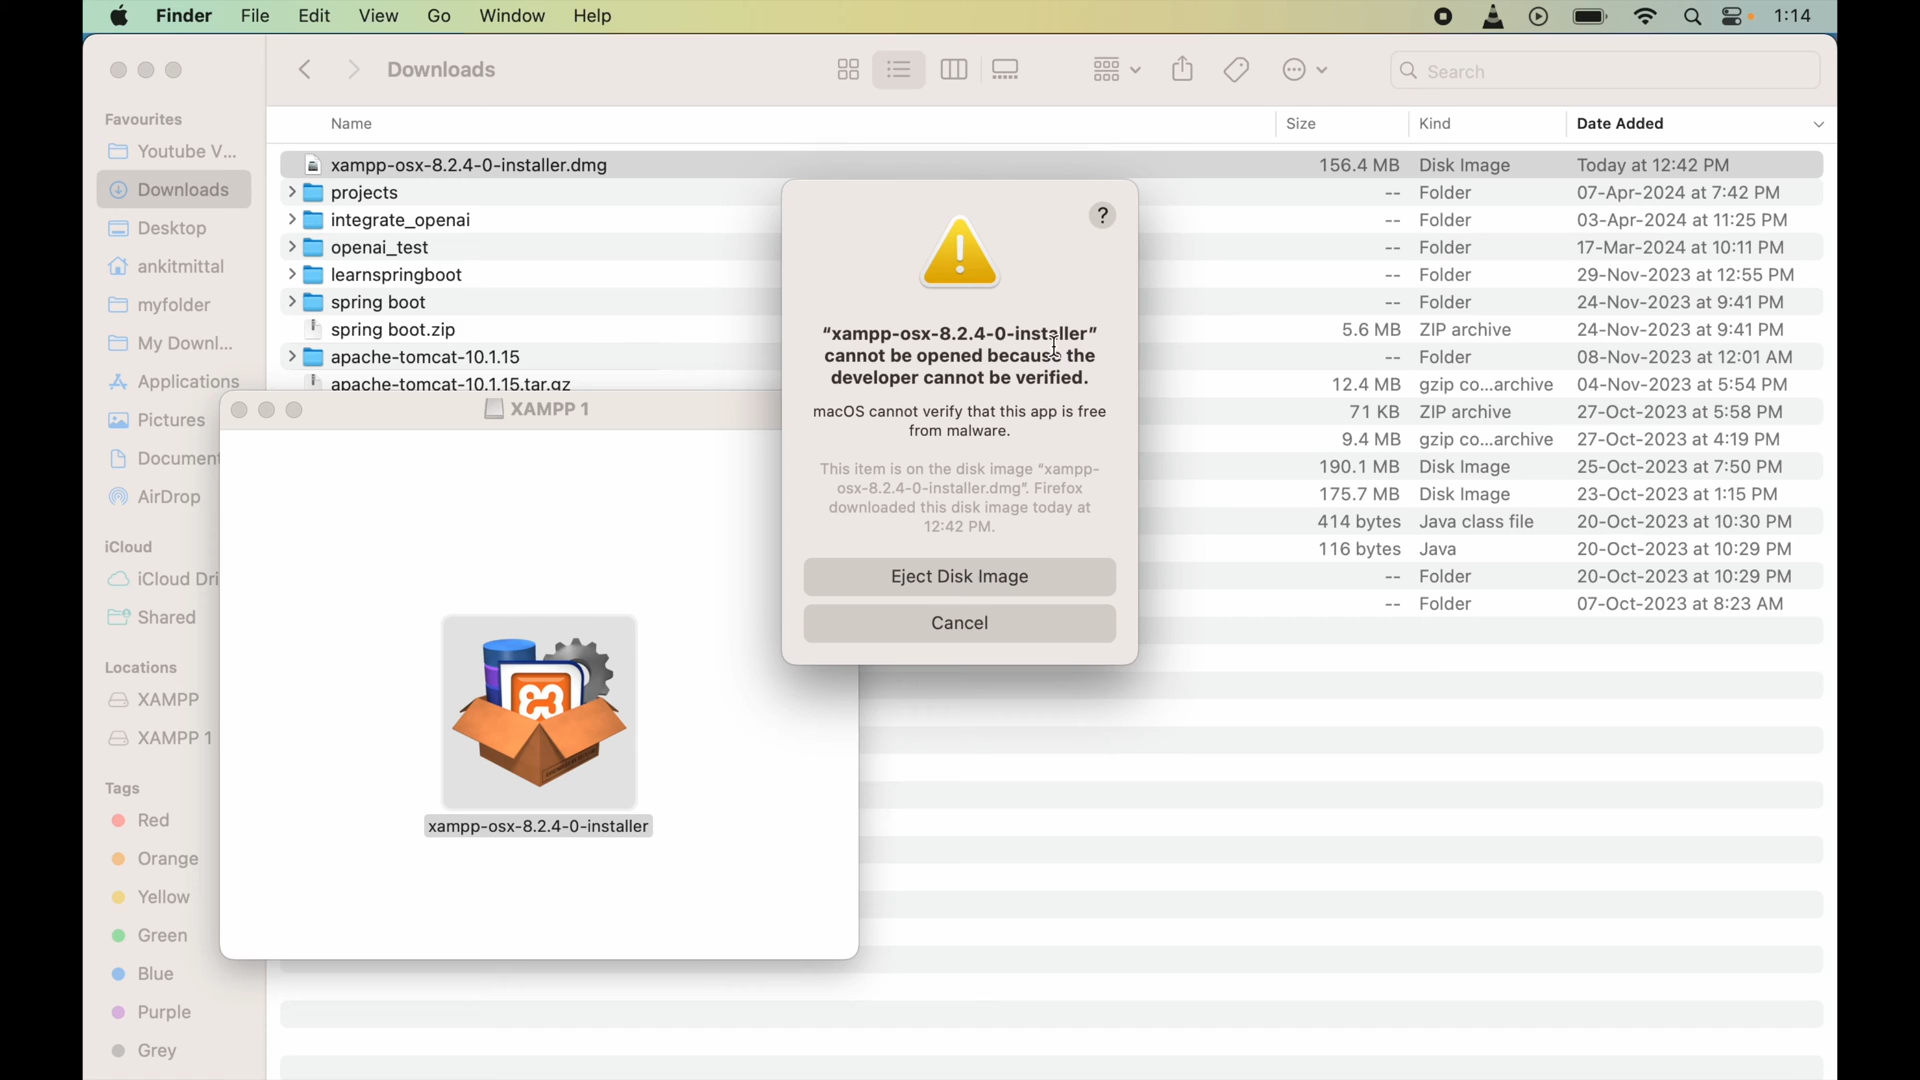 Finder File Edit View Go Window Help 1:14
Downloads Search
Favourites
Youtube V...
Downloads
Desktop
ankitmittal
myfolder
My Downl...
Applications
Pictures
Document
AirDrop
iCloud
iCloud Dri
Shared
Locations
XAMPP
XAMPP 1
Tags
Red
Orange
Yellow
Green
Blue
Purple
Grey
Name Size Kind Date Added
xampp-osx-8.2.4-0-installer.dmg 156.4 MB Disk Image Today at 12:42 PM
projects -- Folder 07-Apr-2024 at 7:42 PM
integrate_openai -- Folder 03-Apr-2024 at 11:25 PM
openai_test -- Folder 17-Mar-2024 at 10:11 PM
learnspringboot -- Folder 29-Nov-2023 at 12:55 PM
spring boot -- Folder 24-Nov-2023 at 9:41 PM
spring boot.zip 5.6 MB ZIP archive 24-Nov-2023 at 9:41 PM
apache-tomcat-10.1.15 -- Folder 08-Nov-2023 at 12:01 AM
apache-tomcat-10.1.15.tar.gz 12.4 MB gzip co...archive 04-Nov-2023 at 5:54 PM
71 KB ZIP archive 27-Oct-2023 at 5:58 PM
9.4 MB gzip co...archive 27-Oct-2023 at 4:19 PM
190.1 MB Disk Image 25-Oct-2023 at 7:50 PM
175.7 MB Disk Image 23-Oct-2023 at 1:15 PM
414 bytes Java class file 20-Oct-2023 at 10:30 PM
116 bytes Java 20-Oct-2023 at 10:29 PM
-- Folder 20-Oct-2023 at 10:29 PM
-- Folder 07-Oct-2023 at 8:23 AM
XAMPP 1
xampp-osx-8.2.4-0-installer
?
“xampp-osx-8.2.4-0-installer”
cannot be opened because the
developer cannot be verified.
macOS cannot verify that this app is free
from malware.
This item is on the disk image “xampp-
osx-8.2.4-0-installer.dmg”. Firefox
downloaded this disk image today at
12:42 PM.
Eject Disk Image
Cancel